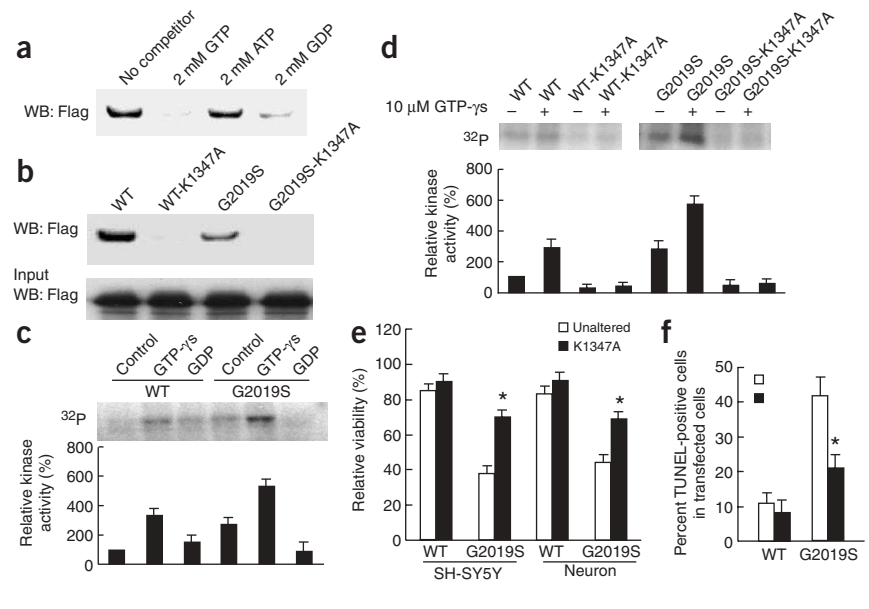 a
No competitor
2 mM GTP
2 mM ATP
2 mM GDP
WB: Flag
b
WT
WT-K1347A
G2019S
G2019S-K1347A
WB: Flag
Input
WB: Flag
c
Control
GTP-γs
GDP
Control
GTP-γs
GDP
WT
G2019S
32P
Relative kinase
activity (%)
800
600
400
200
0
d
WT
WT
WT-K1347A
WT-K1347A
G2019S
G2019S
G2019S-K1347A
G2019S-K1347A
10 μM GTP-γs
– + – + – + – +
32P
Relative kinase
activity (%)
800
600
400
200
0
e
Unaltered
K1347A
Relative viability (%)
120
100
80
60
40
20
0
*
*
WT
G2019S
WT
G2019S
SH-SY5Y
Neuron
f
Percent TUNEL-positive cells
in transfected cells
50
40
30
20
10
0
*
WT
G2019S